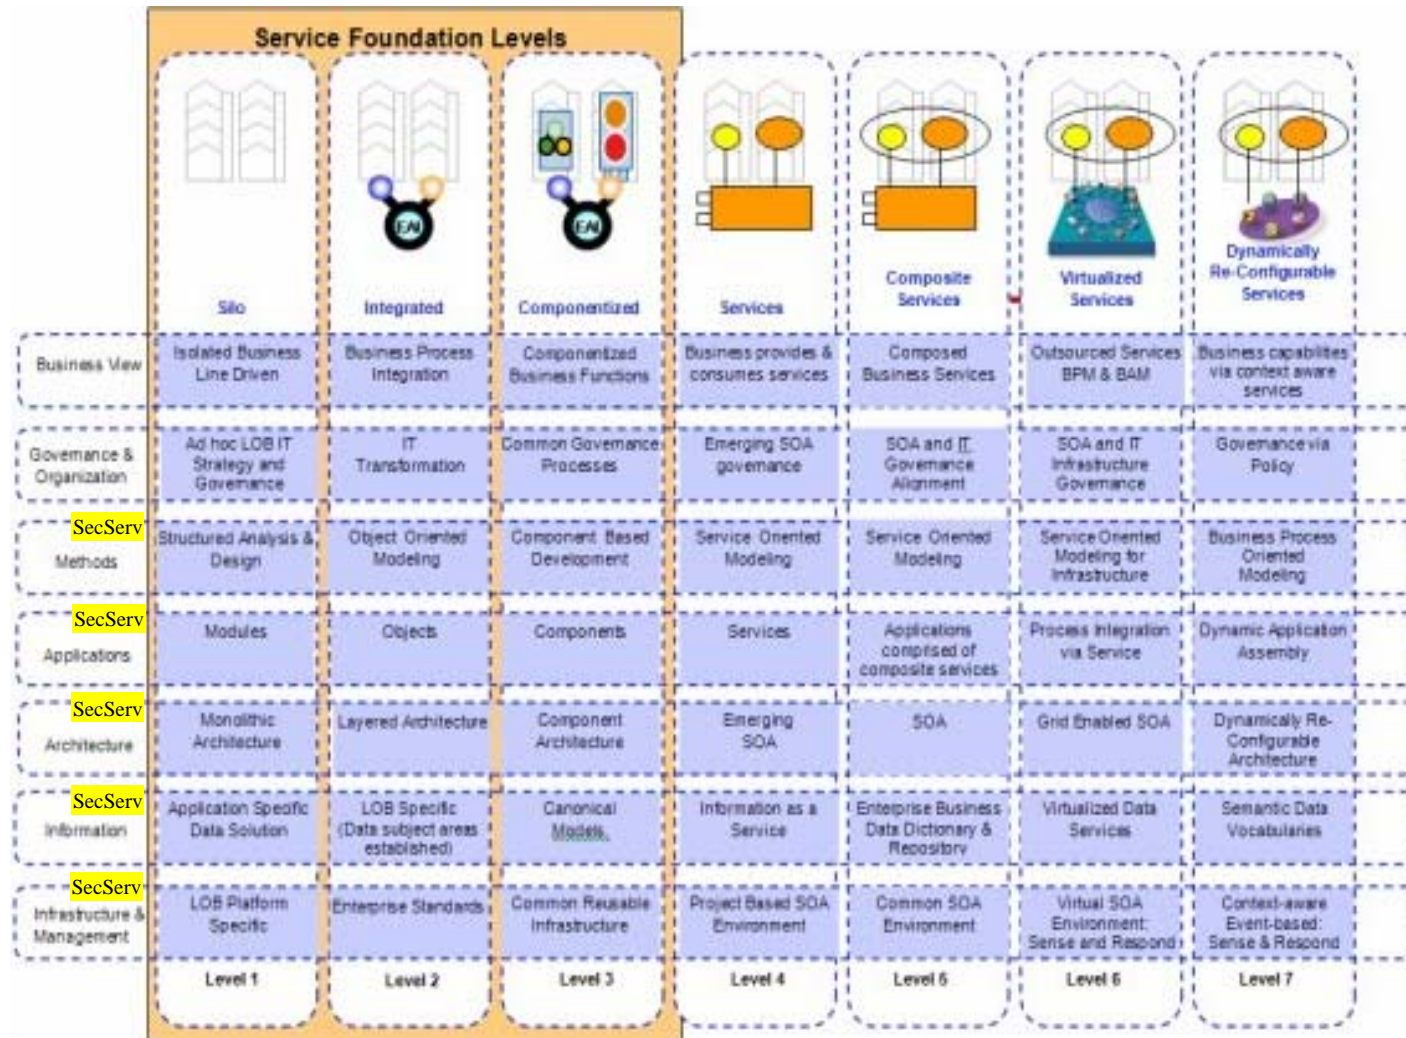 Service Foundation Levels
EAI
EAI
Silo
Integrated
Componentized
Services
Composite
Services
Virtualized
Services
Dynamically
Re-Configurable
Services
Business View
Isolated Business
Line Driven
Business Process
Integration
Componentized
Business Functions
Business provides &
consumes services
Composed
Business Services
Outsourced Services
BPM & BAM
Business capabilities
via context aware
services
Governance &
Organization
Ad hoc LOB IT
Strategy and
Governance
IT
Transformation
Common Governance
Processes
Emerging SOA
governance
SOA and IT
Governance
Alignment
SOA and IT
Infrastructure
Governance
Governance via
Policy
SecServ
Methods
Structured Analysis &
Design
Object Oriented
Modeling
Component Based
Development
Service Oriented
Modeling
Service Oriented
Modeling
Service Oriented
Modeling for
Infrastructure
Business Process
Oriented
Modeling
SecServ
Applications
Modules
Objects
Components
Services
Applications
comprised of
composite services
Process Integration
via Service
Dynamic Application
Assembly
SecServ
Architecture
Monolithic
Architecture
Layered Architecture
Component
Architecture
Emerging
SOA
SOA
Grid Enabled SOA
Dynamically Re-
Configurable
Architecture
SecServ
Information
Application Specific
Data Solution
LOB Specific
(Data subject areas
established)
Canonical
Models
Information as a
Service
Enterprise Business
Data Dictionary &
Repository
Virtualized Data
Services
Semantic Data
Vocabularies
SecServ
Infrastructure &
Management
LOB Platform
Specific
Enterprise Standards
Common Reusable
Infrastructure
Project Based SOA
Environment
Common SOA
Environment
Virtual SOA
Environment:
Sense and Respond
Context-aware
Event-based:
Sense & Respond
Level 1
Level 2
Level 3
Level 4
Level 5
Level 6
Level 7